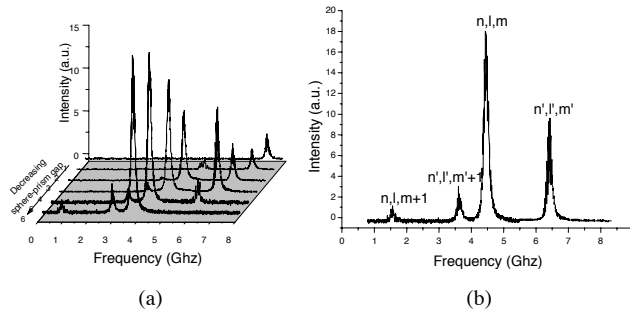 15
10
5
0
Intensity (a.u.)
Decreasing
sphere-prism gap
6
0 1 2 3 4 5 6 7 8
Frequency (Ghz)
(a)
20
18
16
14
12
10
8
6
4
2
0
Intensity (a.u.)
n,l,m
n',l',m'
n',l',m'+1
n,l,m+1
0 1 2 3 4 5 6 7 8
Frequency (GHz)
(b)